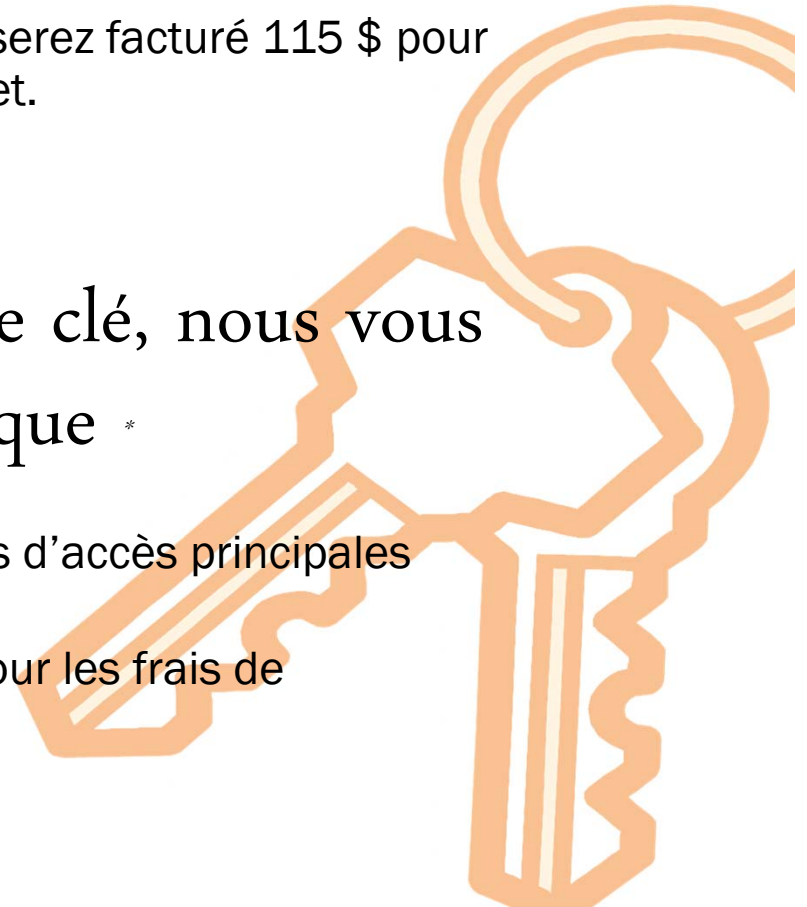 serez facturé 115 $ pour
et.
e clé, nous vous
que *
s d’accès principales
our les frais de